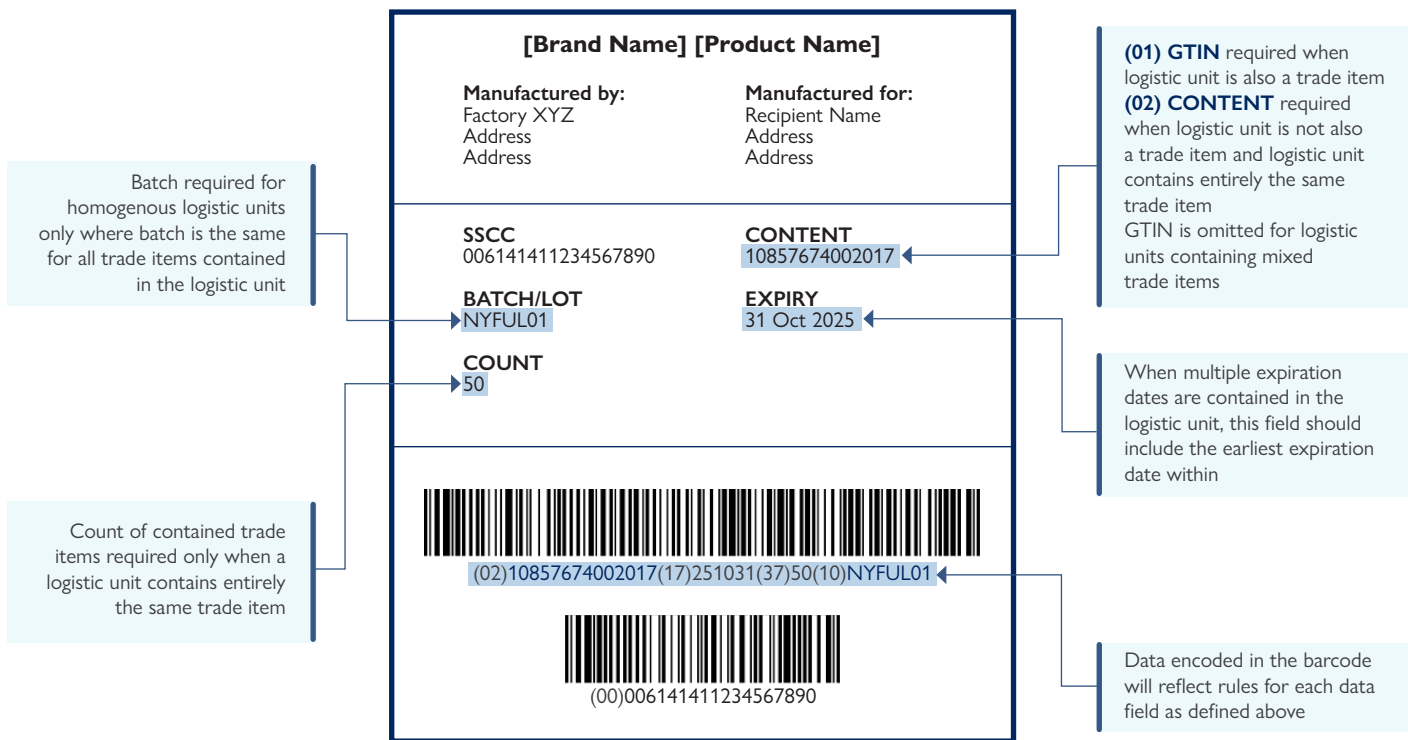 [Brand Name] [Product Name]
Manufactured by:
Factory XYZ
Address
Address
Manufactured for:
Recipient Name
Address
Address
SSCC
006141411234567890
CONTENT
10857674002017
BATCH/LOT
NYFUL01
EXPIRY
31 Oct 2025
COUNT
50
(02)10857674002017(17)251031(37)50(10)NYFUL01
(00)006141411234567890
Batch required for
homogenous logistic units
only where batch is the same
for all trade items contained
in the logistic unit
Count of contained trade
items required only when a
logistic unit contains entirely
the same trade item
(01) GTIN required when
logistic unit is also a trade item
(02) CONTENT required
when logistic unit is not also
a trade item and logistic unit
contains entirely the same
trade item
GTIN is omitted for logistic
units containing mixed
trade items
When multiple expiration
dates are contained in the
logistic unit, this field should
include the earliest expiration
date within
Data encoded in the barcode
will reflect rules for each data
field as defined above